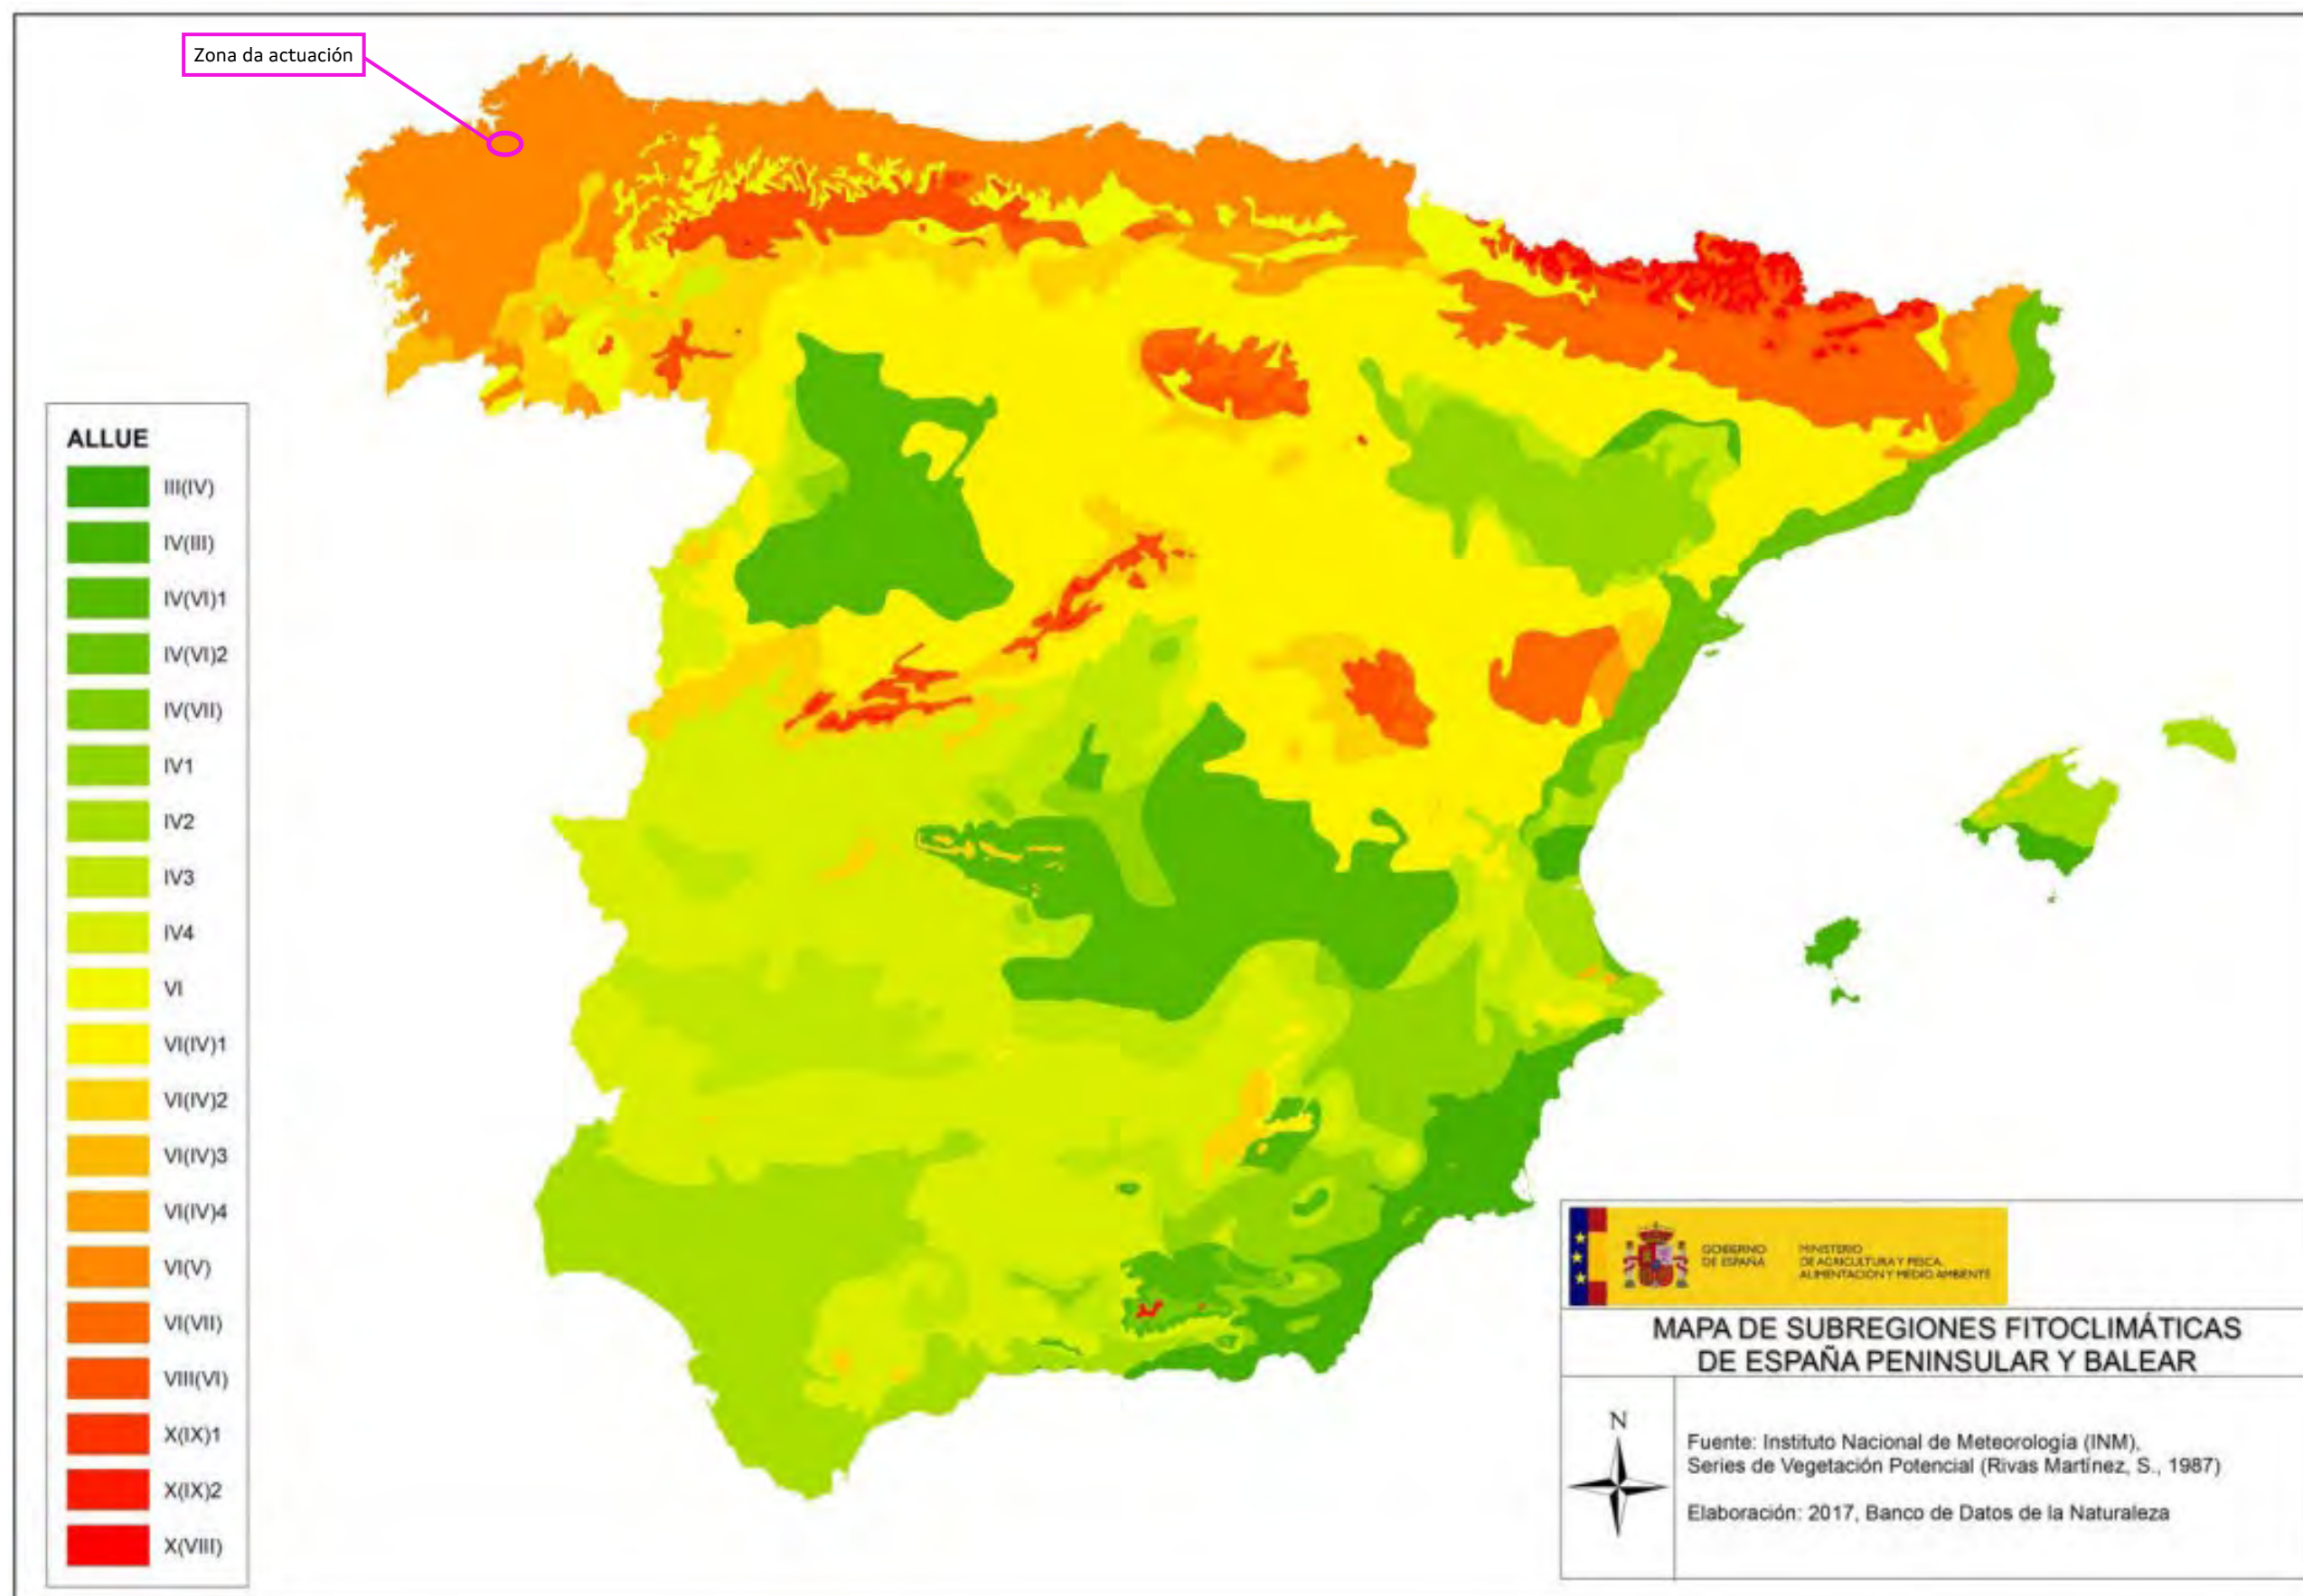 Zona da actuación
ALLUE
III(IV)
IV(III)
IV(VI)1
IV(VI)2
IV(VII)
IV1
IV2
IV3
IV4
VI
VI(IV)1
VI(IV)2
VI(IV)3
VI(IV)4
VI(V)
VI(VII)
VIII(VI)
X(IX)1
X(IX)2
X(VIII)
GOBIERNO
DE ESPAÑA
MINISTERIO
DE AGRICULTURA Y PESCA,
ALIMENTACIÓN Y MEDIO AMBIENTE
MAPA DE SUBREGIONES FITOCLIMÁTICAS
DE ESPAÑA PENINSULAR Y BALEAR
N
Fuente: Instituto Nacional de Meteorología (INM),
Series de Vegetación Potencial (Rivas Martínez, S., 1987)
Elaboración: 2017, Banco de Datos de la Naturaleza